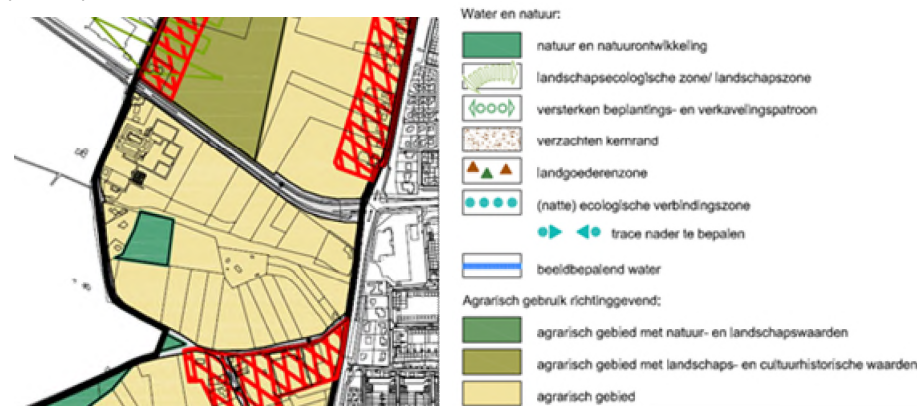 Water en natuur:
natuur en natuurontwikkeling
landschapsecologische zone/ landschapszone
versterken beplantings- en verkavelingspatroon
verzachten kernrand
landgoederenzone
(natte) ecologische verbindingszone
trace nader te bepalen
beeldbepalend water
Agrarisch gebruik richtinggevend:
agrarisch gebied met natuur- en landschapswaarden
agrarisch gebied met landschaps- en cultuurhistorische waarden
agrarisch gebied